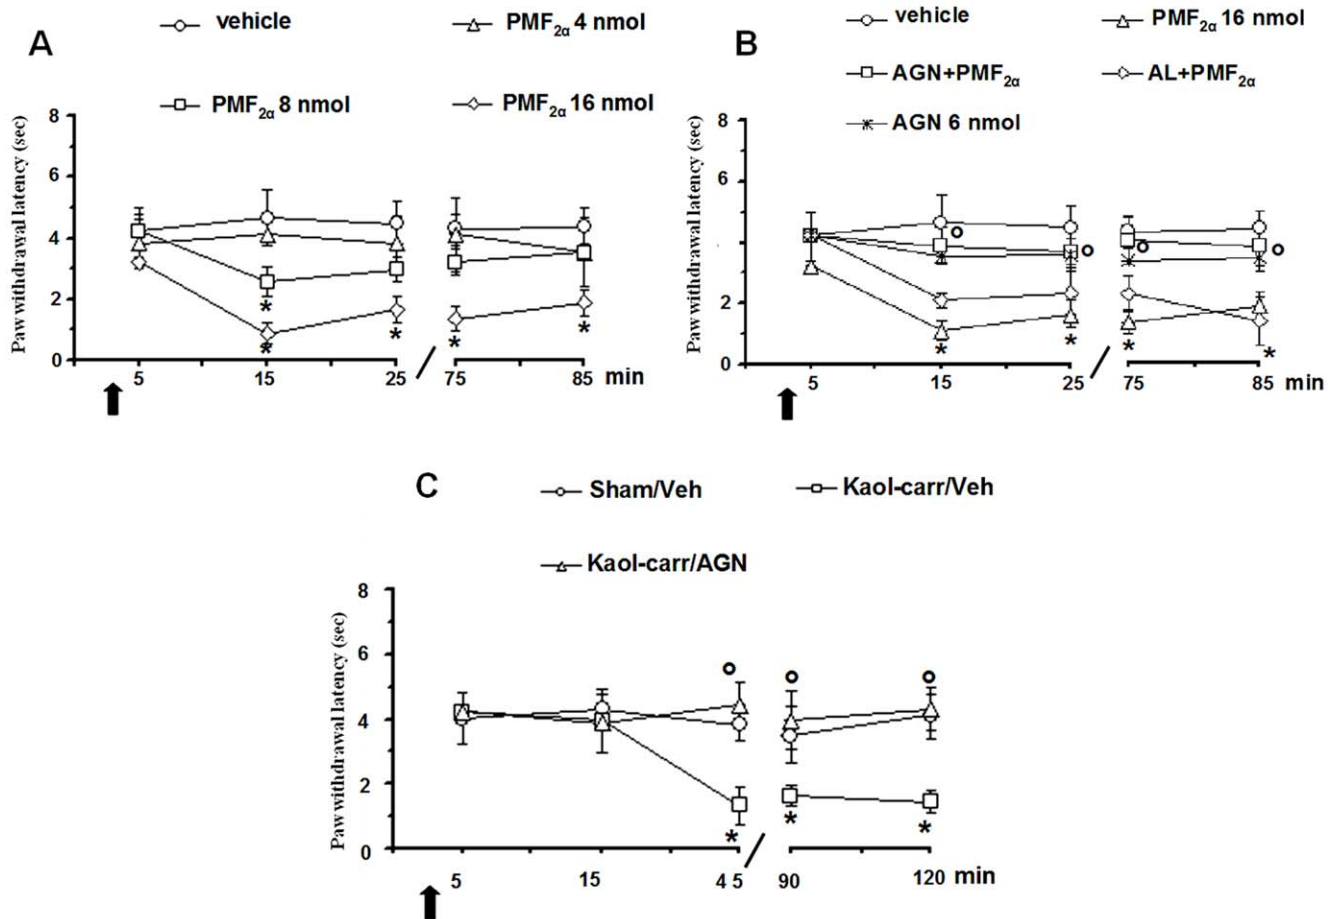 A
vehicle
PMF2α 4 nmol
PMF2α 8 nmol
PMF2α 16 nmol
Paw withdrawal latency (sec)
8
6
4
2
0
*
*
*
*
*
5
15
25
75
85
min
B
vehicle
PMF2α 16 nmol
AGN+PMF2α
AL+PMF2α
AGN 6 nmol
Paw withdrawal latency (sec)
8
6
4
2
0
*
*
*
*
5
15
25
75
85
min
C
Sham/Veh
Kaol-carr/Veh
Kaol-carr/AGN
Paw withdrawal latency (sec)
8
6
4
2
0
*
*
*
5
15
4 5
90
120
min